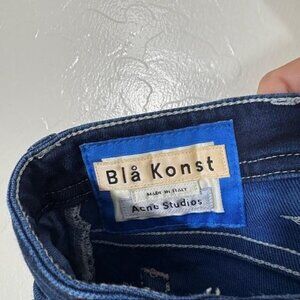 Blå Konst
MADE IN ITALY
Acne Studios